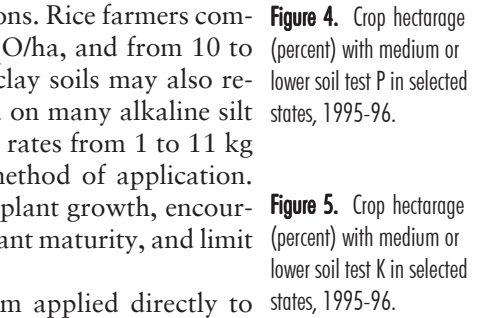 ons. Rice farmers com-
O/ha, and from 10 to
clay soils may also re-
on many alkaline silt
rates from 1 to 11 kg
nethod of application.
plant growth, encour-
ant maturity, and limit
m applied directly to
Figure 4. Crop hectarage
(percent) with medium or
lower soil test P in selected
states, 1995-96.
Figure 5. Crop hectarage
(percent) with medium or
lower soil test K in selected
states, 1995-96.